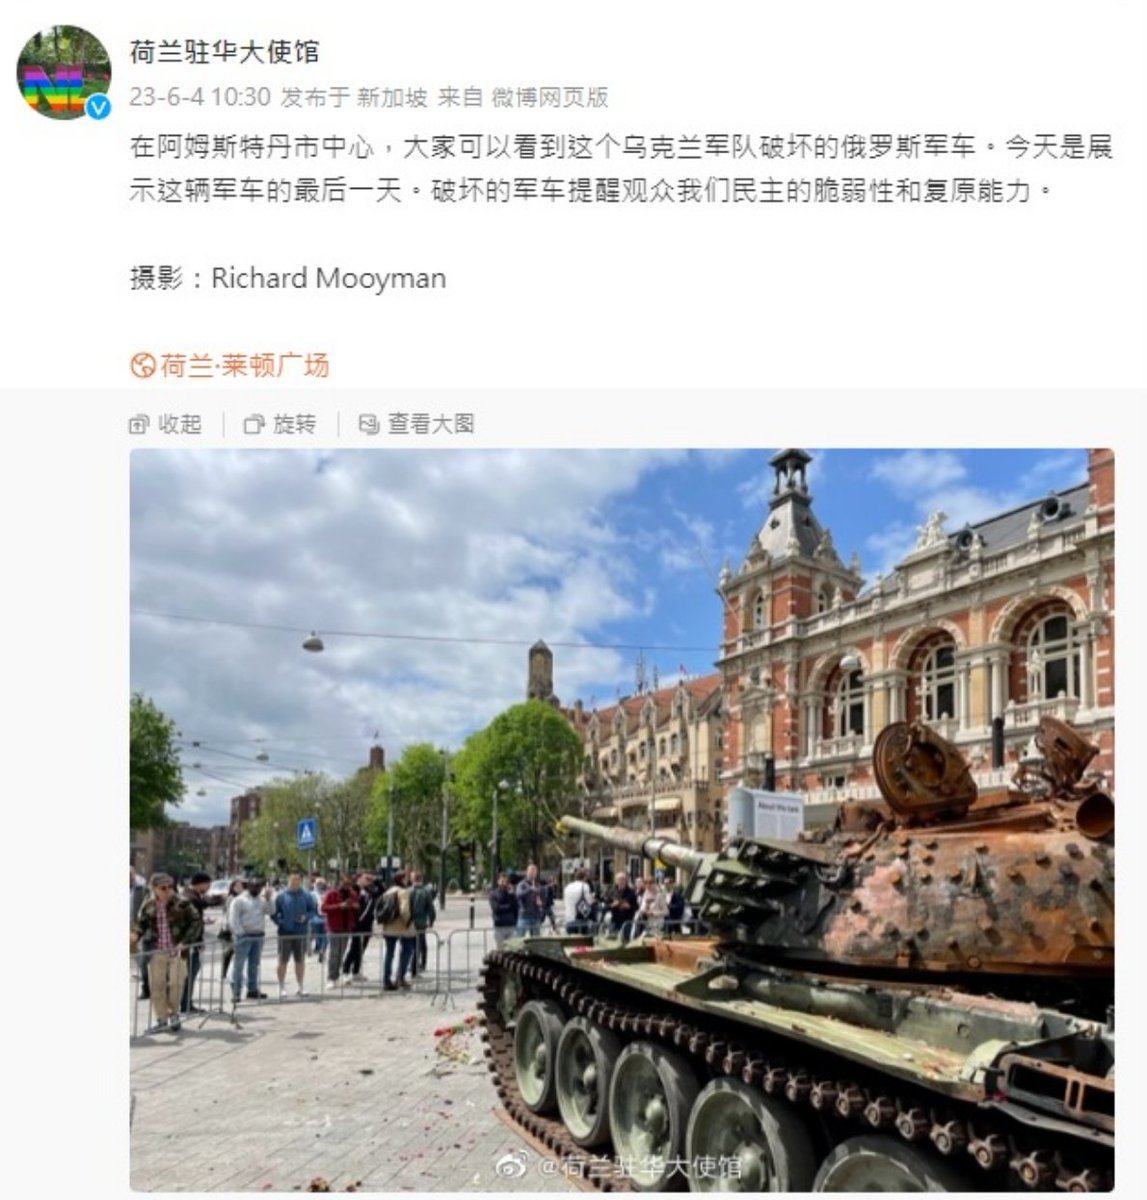 荷兰驻华大使馆
23-6-4 10:30 发布于 新加坡 来自 微博网页版
在阿姆斯特丹市中心，大家可以看到这个乌克兰军队破坏的俄罗斯军车。今天是展
示这辆军车的最后一天。破坏的军车提醒观众我们民主的脆弱性和复原能力。
摄影：Richard Mooyman
荷兰·莱顿广场
收起 旋转 查看大图
About the tank
@荷兰驻华大使馆